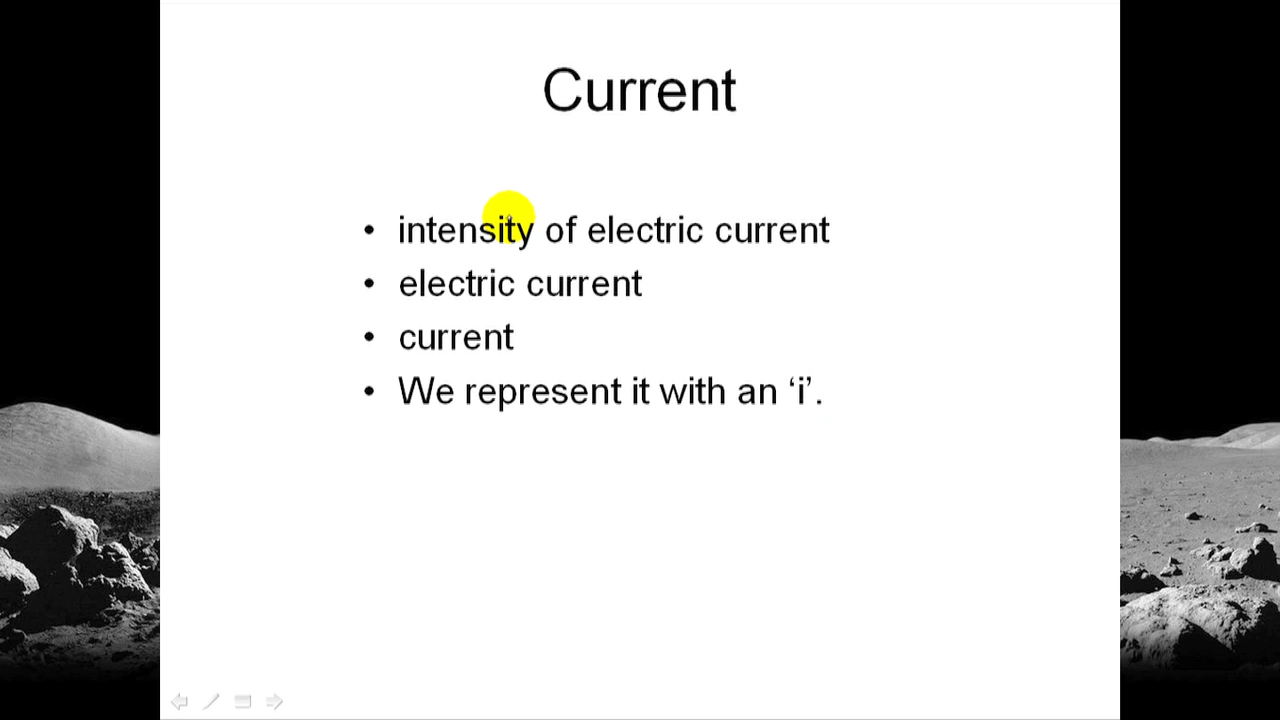 Current
• intensity of electric current
• electric current
• current
• We represent it with an ‘i’.